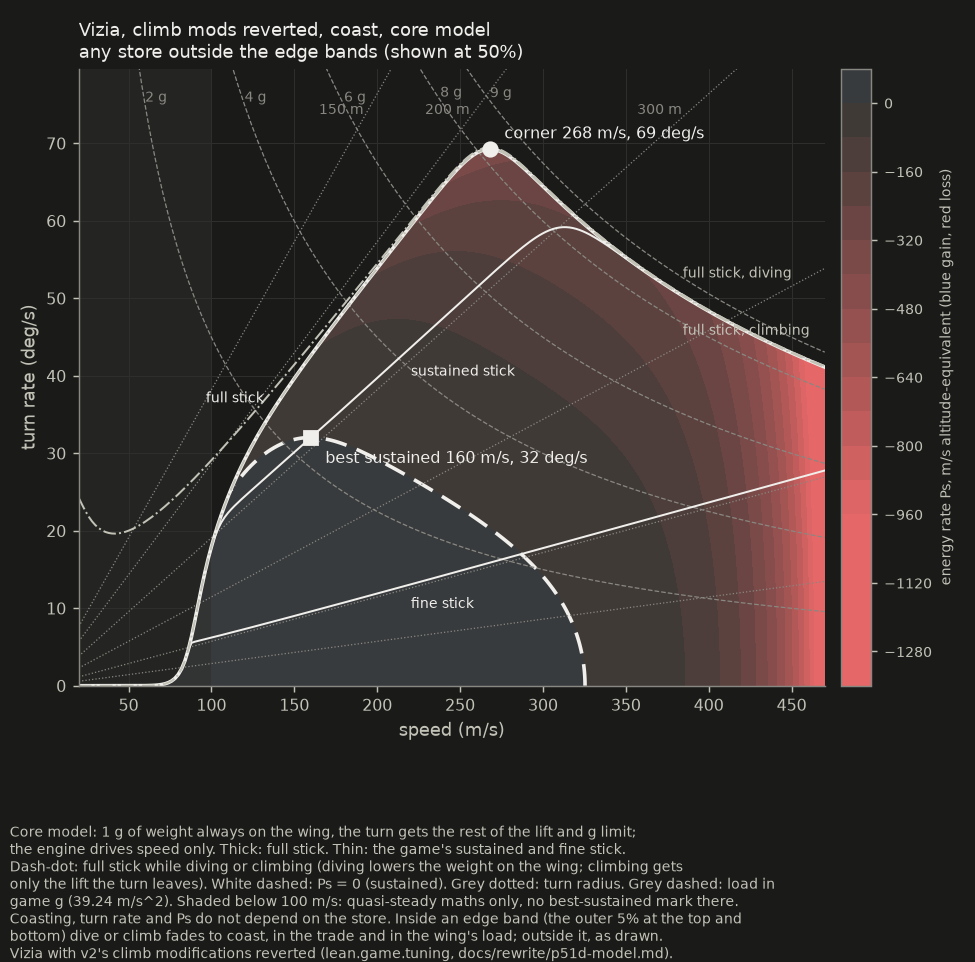 Vizia, climb mods reverted, coast, core model
any store outside the edge bands (shown at 50%)
2 g
4 g
6 g
8 g
9 g
150 m
200 m
300 m
corner 268 m/s, 69 deg/s
full stick, diving
full stick, climbing
sustained stick
full stick
best sustained 160 m/s, 32 deg/s
fine stick
70
60
50
40
30
20
10
0
turn rate (deg/s)
50
100
150
200
250
300
350
400
450
speed (m/s)
0
−160
−320
−480
−640
−800
−960
−1120
−1280
energy rate Ps, m/s altitude-equivalent (blue gain, red loss)
Core model: 1 g of weight always on the wing, the turn gets the rest of the lift and g limit;
the engine drives speed only. Thick: full stick. Thin: the game's sustained and fine stick.
Dash-dot: full stick while diving or climbing (diving lowers the weight on the wing; climbing gets
only the lift the turn leaves). White dashed: Ps = 0 (sustained). Grey dotted: turn radius. Grey dashed: load in
game g (39.24 m/s^2). Shaded below 100 m/s: quasi-steady maths only, no best-sustained mark there.
Coasting, turn rate and Ps do not depend on the store. Inside an edge band (the outer 5% at the top and
bottom) dive or climb fades to coast, in the trade and in the wing's load; outside it, as drawn.
Vizia with v2's climb modifications reverted (lean.game.tuning, docs/rewrite/p51d-model.md).